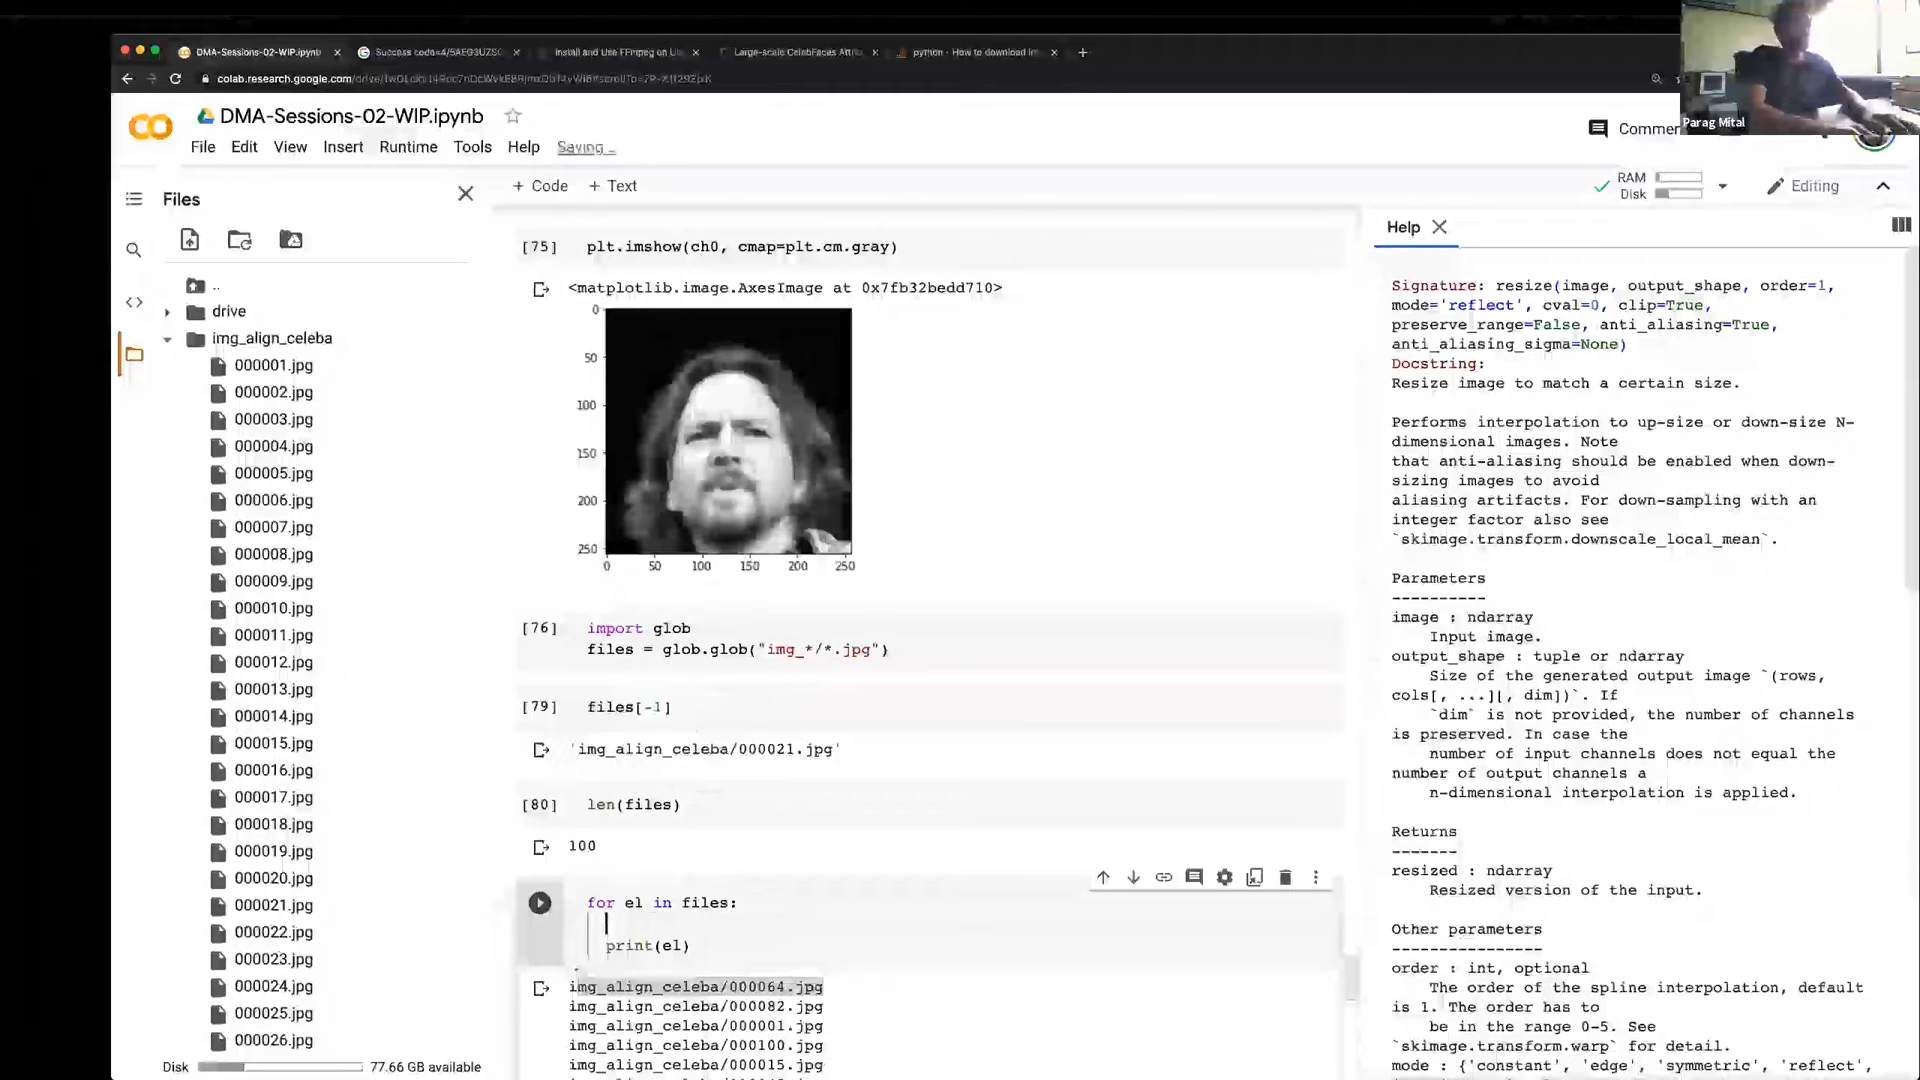 DMA-Sessions-02-WIP.ipynb
Success code=4/5AEG3UZSC
Install and Use FFmpeg on Ub
Large-scale CelebFaces Attrib
python - How to download im
colab.research.google.com
Parag Mital
DMA-Sessions-02-WIP.ipynb
Commen
File Edit View Insert Runtime Tools Help Saving...
Files
+ Code + Text
RAM
Disk
Editing
..
drive
img_align_celeba
000001.jpg
000002.jpg
000003.jpg
000004.jpg
000005.jpg
000006.jpg
000007.jpg
000008.jpg
000009.jpg
000010.jpg
000011.jpg
000012.jpg
000013.jpg
000014.jpg
000015.jpg
000016.jpg
000017.jpg
000018.jpg
000019.jpg
000020.jpg
000021.jpg
000022.jpg
000023.jpg
000024.jpg
000025.jpg
000026.jpg
Disk 77.66 GB available
[75] plt.imshow(ch0, cmap=plt.cm.gray)
<matplotlib.image.AxesImage at 0x7fb32bedd710>
0
50
100
150
200
250
0 50 100 150 200 250
[76] import glob
files = glob.glob("img_*/*.jpg")
[79] files[-1]
'img_align_celeba/000021.jpg'
[80] len(files)
100
for el in files:
print(el)
img_align_celeba/000064.jpg
img_align_celeba/000082.jpg
img_align_celeba/000001.jpg
img_align_celeba/000100.jpg
img_align_celeba/000015.jpg
Help
Signature: resize(image, output_shape, order=1,
mode='reflect', cval=0, clip=True,
preserve_range=False, anti_aliasing=True,
anti_aliasing_sigma=None)
Docstring:
Resize image to match a certain size.
Performs interpolation to up-size or down-size N-
dimensional images. Note
that anti-aliasing should be enabled when down-
sizing images to avoid
aliasing artifacts. For down-sampling with an
integer factor also see
`skimage.transform.downscale_local_mean`.
Parameters
----------
image : ndarray
Input image.
output_shape : tuple or ndarray
Size of the generated output image `(rows,
cols[, ...][, dim])`. If
`dim` is not provided, the number of channels
is preserved. In case the
number of input channels does not equal the
number of output channels a
n-dimensional interpolation is applied.
Returns
-------
resized : ndarray
Resized version of the input.
Other parameters
----------------
order : int, optional
The order of the spline interpolation, default
is 1. The order has to
be in the range 0-5. See
`skimage.transform.warp` for detail.
mode : {'constant', 'edge', 'symmetric', 'reflect',